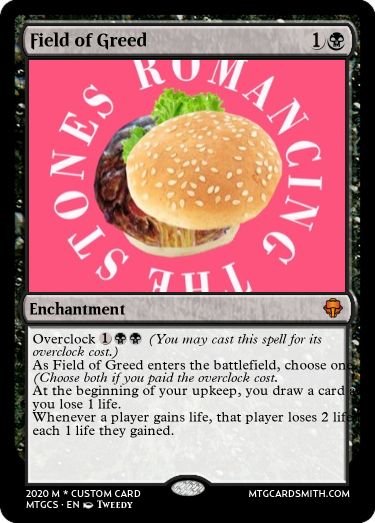 Field of Greed 1
STONES ROMANCING THE
Enchantment
Overclock 1 (You may cast this spell for its
overclock cost.)
As Field of Greed enters the battlefield, choose one
(Choose both if you paid the overclock cost.
At the beginning of your upkeep, you draw a card a
you lose 1 life.
Whenever a player gains life, that player loses 2 life
each 1 life they gained.
2020 M * CUSTOM CARD
MTGCS · EN TWEEDY
MTGCARDSMITH.COM